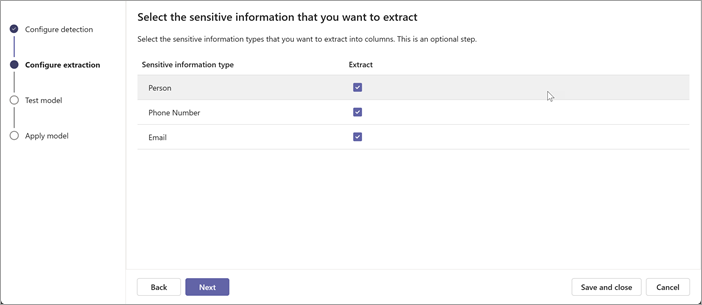 Configure detection
Configure extraction
Test model
Apply model
Select the sensitive information that you want to extract
Select the sensitive information types that you want to extract into columns. This is an optional step.
Sensitive information type Extract
Person
Phone Number
Email
Back Next Save and close Cancel